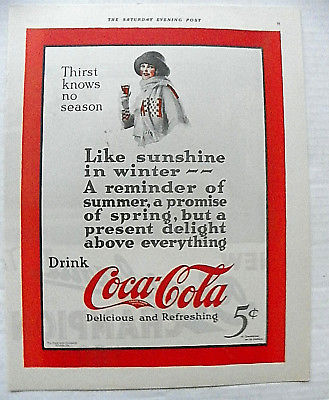 THE SATURDAY EVENING POST
Thirst
knows
no
season
Like sunshine
in winter --
A reminder of
summer, a promise
of spring, but a
present delight
above everything
Drink
Coca-Cola
Delicious and Refreshing
5¢